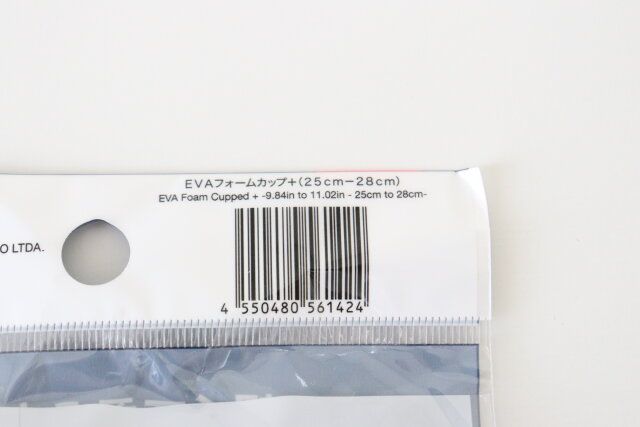 EVAフォームカップ+(25cm−28cm)
EVA Foam Cupped + -9.84in to 11.02in - 25cm to 28cm-
O LTDA.
4 550480 561424